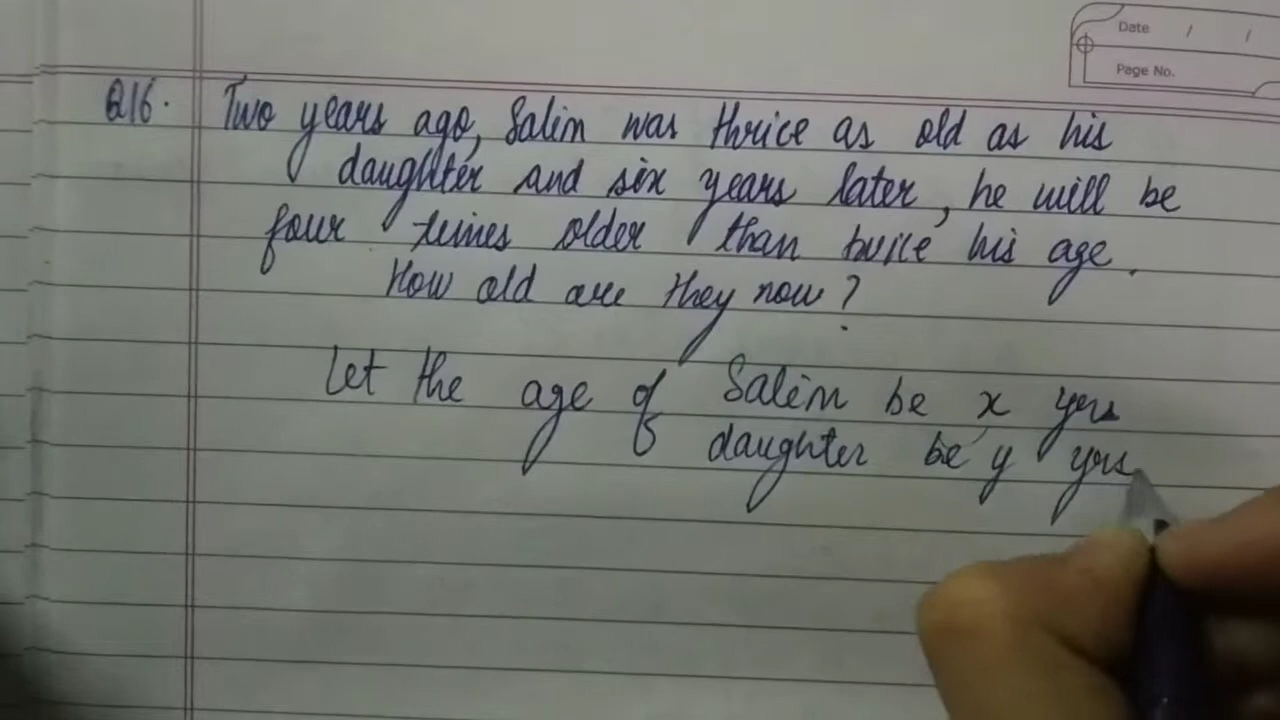 Date / /
Page No.
Q16. Two years ago, Salim was thrice as old as his
daughter and six years later, he will be
four times older than twice his age.
How old are they now?
Let the age of Salim be x yrs
daughter be y yrs